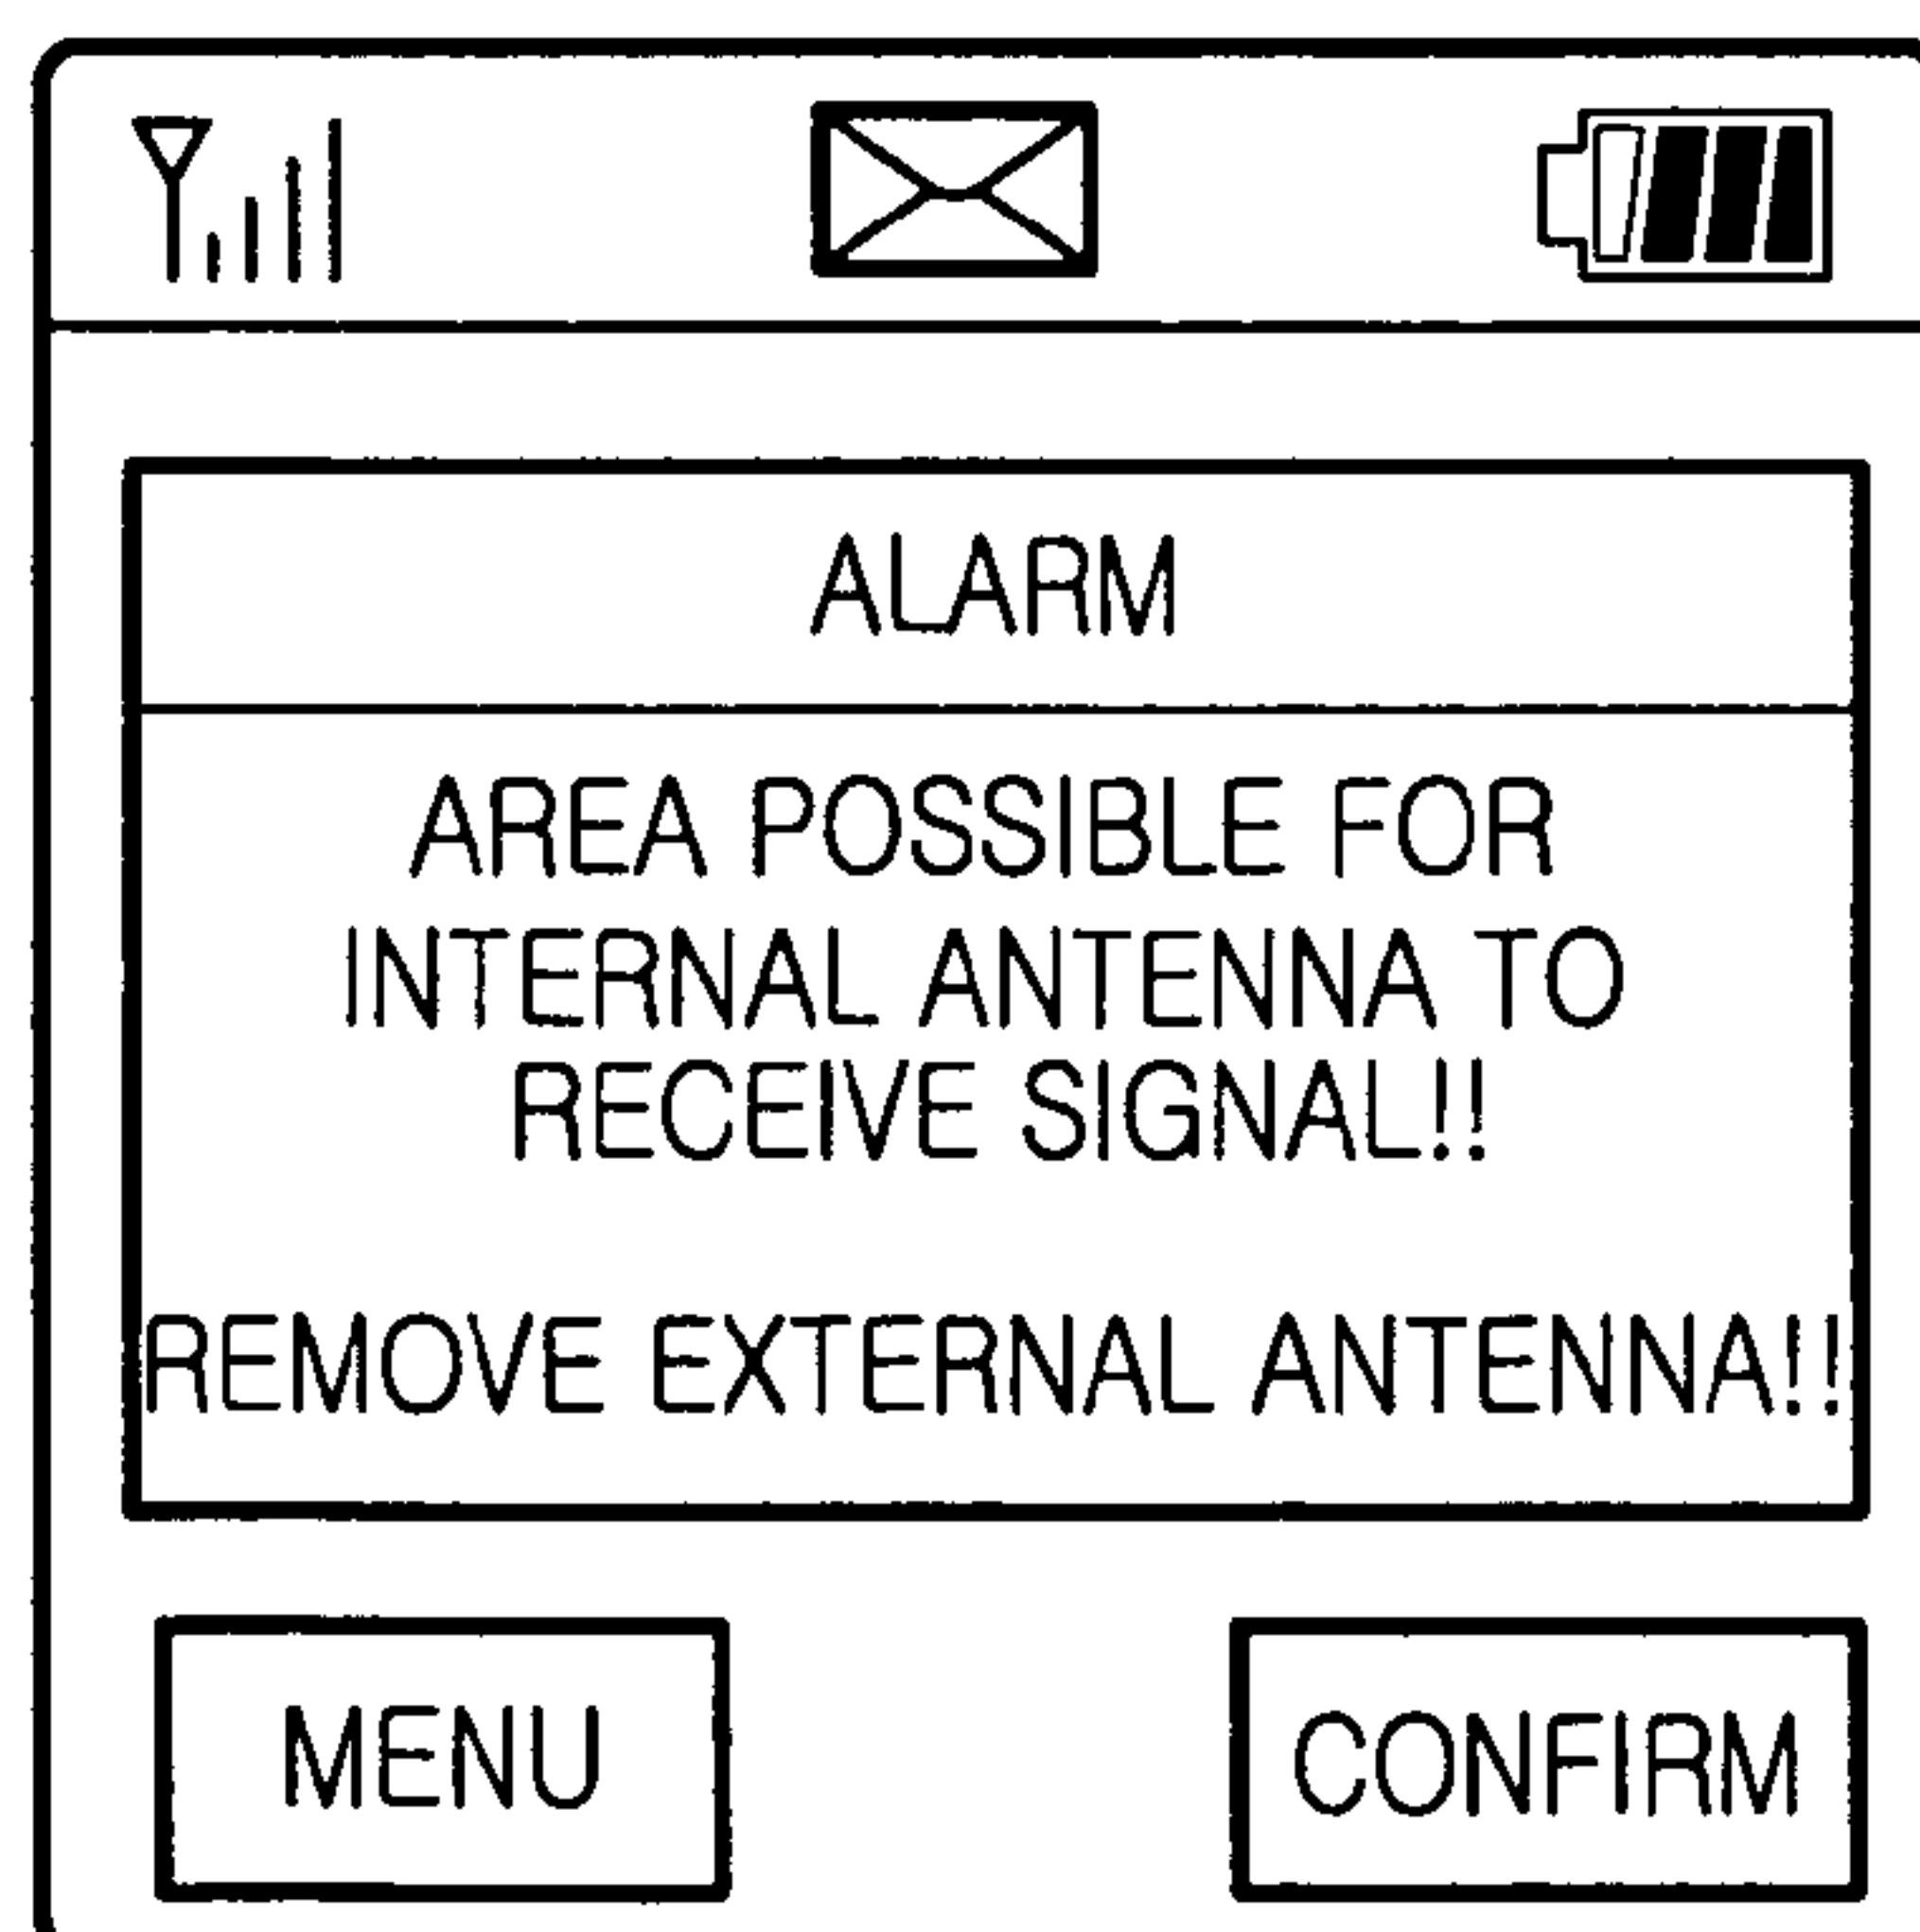 ALARM
AREA POSSIBLE FOR
INTERNAL ANTENNA TO
RECEIVE SIGNAL!!
REMOVE EXTERNAL ANTENNA!!
MENU
CONFIRM